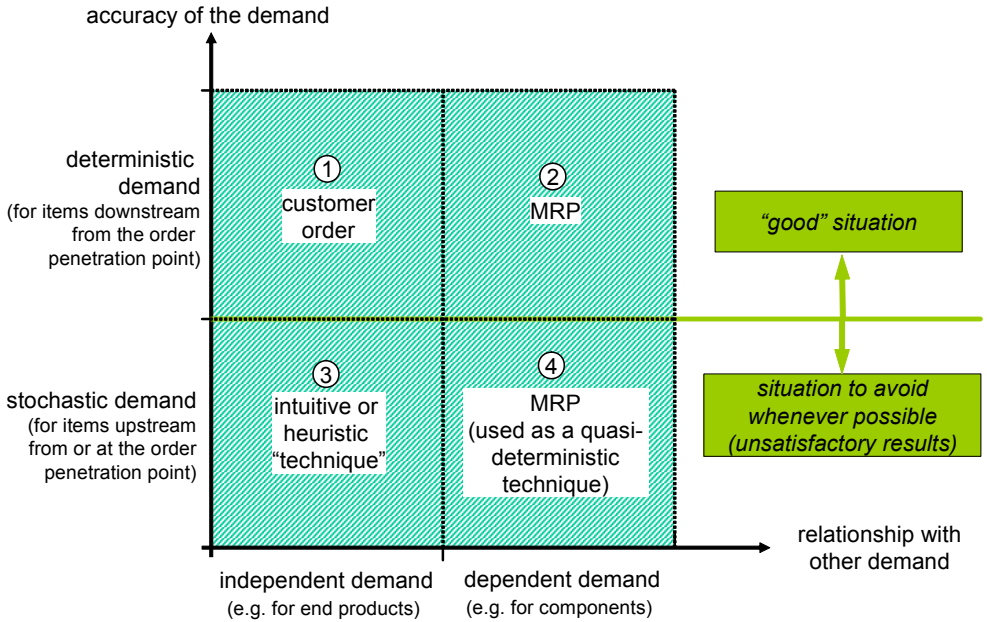 accuracy of the demand
deterministic
demand
(for items downstream
from the order
penetration point)
1
customer
order
2
MRP
"good" situation
stochastic demand
(for items upstream
from or at the order
penetration point)
3
intuitive or
heuristic
"technique"
4
MRP
(used as a quasi-
deterministic
technique)
situation to avoid
whenever possible
(unsatisfactory results)
relationship with
other demand
independent demand
(e.g. for end products)
dependent demand
(e.g. for components)